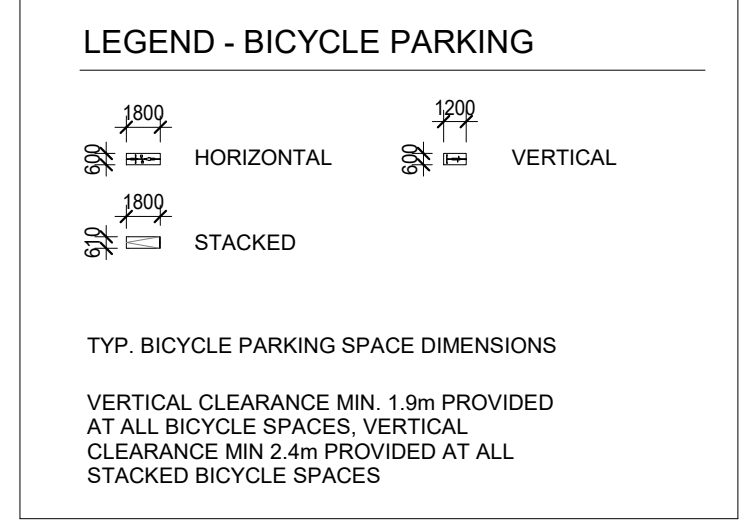 LEGEND - BICYCLE PARKING
1800
600
HORIZONTAL
1200
600
VERTICAL
1800
610
STACKED
TYP. BICYCLE PARKING SPACE DIMENSIONS
VERTICAL CLEARANCE MIN. 1.9m PROVIDED
AT ALL BICYCLE SPACES, VERTICAL
CLEARANCE MIN 2.4m PROVIDED AT ALL
STACKED BICYCLE SPACES